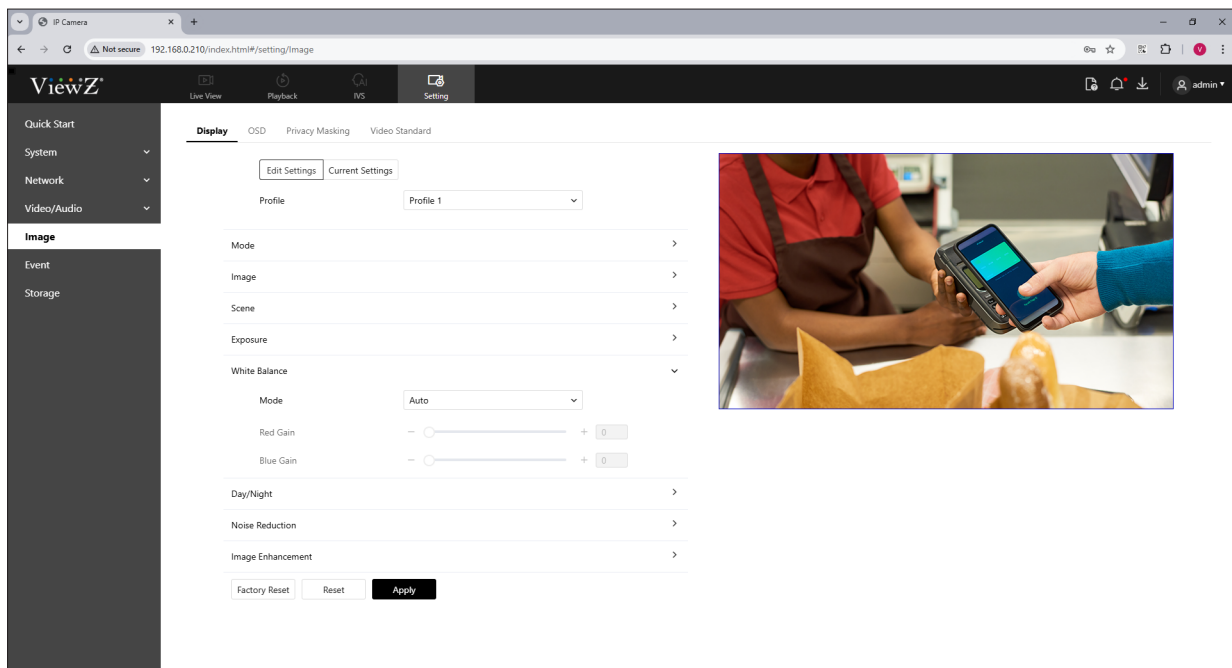 IP Camera
Not secure 192.168.0.210/index.html#/setting/Image
V
ViewZ
Live View Playback IVS Setting
AI
admin
Quick Start
System
Network
Video/Audio
Image
Event
Storage
Display OSD Privacy Masking Video Standard
Edit Settings Current Settings
Profile Profile 1
Mode
Image
Scene
Exposure
White Balance
Mode Auto
Red Gain − + 0
Blue Gain − + 0
Day/Night
Noise Reduction
Image Enhancement
Factory Reset Reset Apply